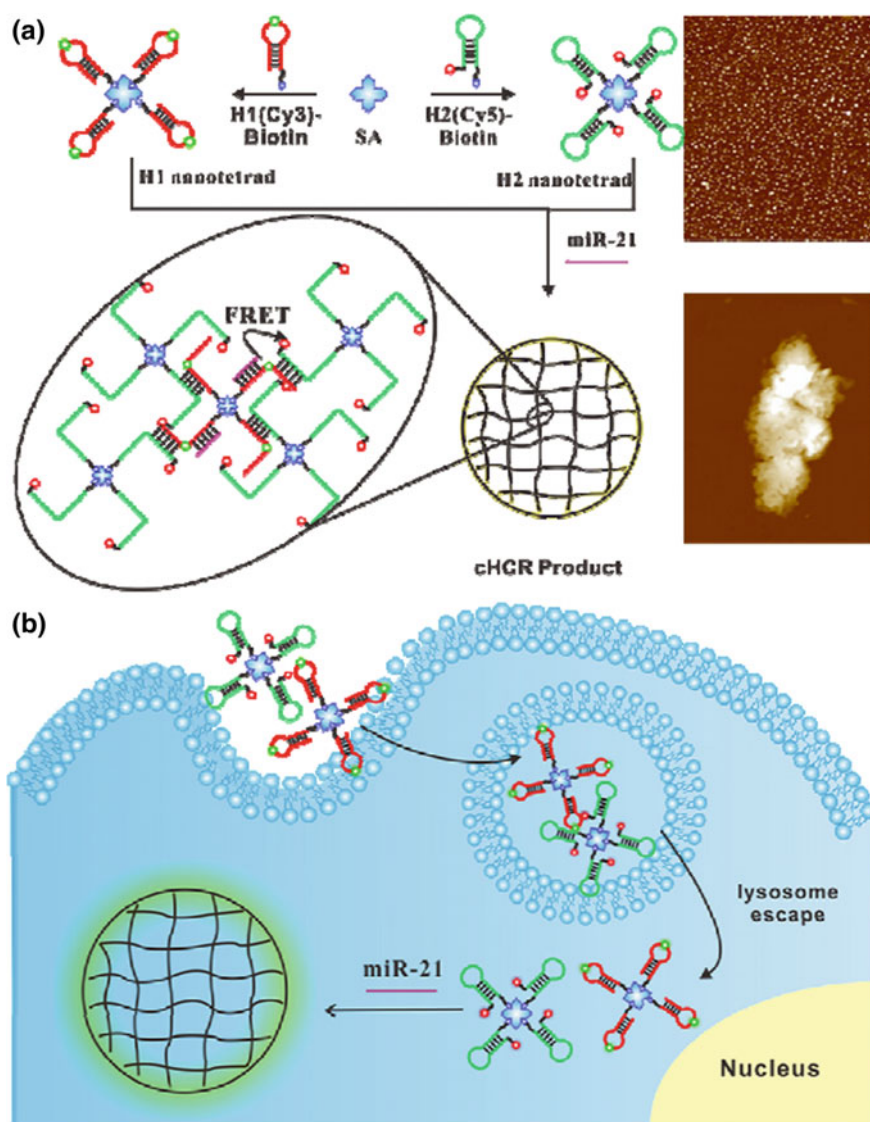 (a)
H1(Cy3)-
Biotin
SA
H2(Cy5)-
Biotin
H1 nanotetrad
H2 nanotetrad
miR-21
FRET
cHCR Product
(b)
lysosome
escape
miR-21
Nucleus